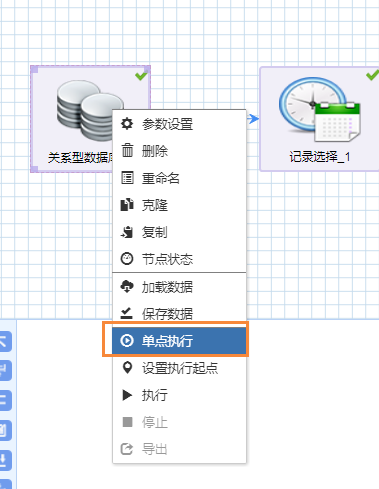 关系型数据
记录选择_1
参数设置
删除
重命名
克隆
复制
节点状态
加载数据
保存数据
单点执行
设置执行起点
执行
停止
导出